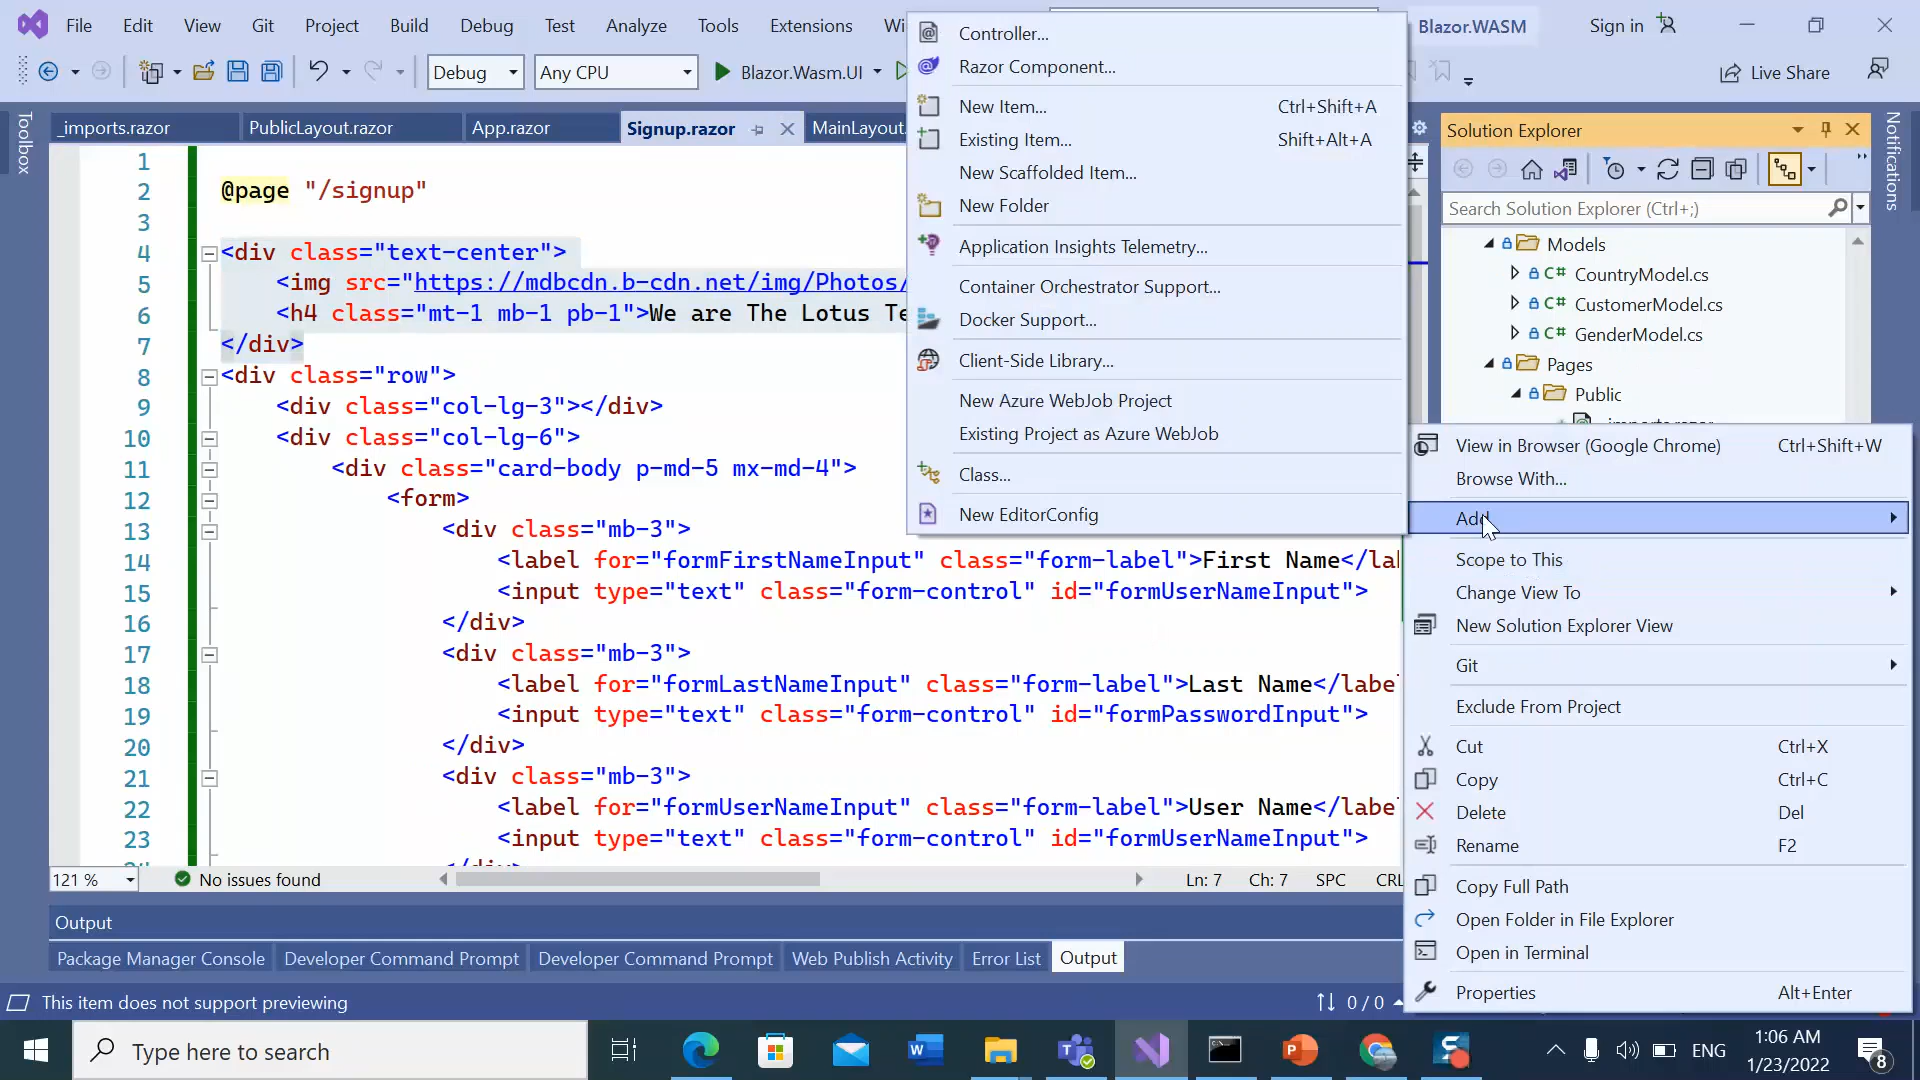 File Edit View Git Project Build Debug Test Analyze Tools Extensions Wi
Blazor.WASM
Sign in
Debug
Any CPU
Blazor.Wasm.UI
Live Share
Toolbox
_imports.razor
PublicLayout.razor
App.razor
Signup.razor
MainLayout.
1
2 @page "/signup"
3
4 <div class="text-center">
5 <img src="https://mdbcdn.b-cdn.net/img/Photos/
6 <h4 class="mt-1 mb-1 pb-1">We are The Lotus Te
7 </div>
8 <div class="row">
9 <div class="col-lg-3"></div>
10 <div class="col-lg-6">
11 <div class="card-body p-md-5 mx-md-4">
12 <form>
13 <div class="mb-3">
14 <label for="formFirstNameInput" class="form-label">First Name</la
15 <input type="text" class="form-control" id="formUserNameInput">
16 </div>
17 <div class="mb-3">
18 <label for="formLastNameInput" class="form-label">Last Name</labe
19 <input type="text" class="form-control" id="formPasswordInput">
20 </div>
21 <div class="mb-3">
22 <label for="formUserNameInput" class="form-label">User Name</labe
23 <input type="text" class="form-control" id="formUserNameInput">
121 %
No issues found
Ln: 7 Ch: 7 SPC CRL
Controller...
Razor Component...
New Item... Ctrl+Shift+A
Existing Item... Shift+Alt+A
New Scaffolded Item...
New Folder
Application Insights Telemetry...
Container Orchestrator Support...
Docker Support...
Client-Side Library...
New Azure WebJob Project
Existing Project as Azure WebJob
Class...
New EditorConfig
Solution Explorer
Search Solution Explorer (Ctrl+;)
Models
C# CountryModel.cs
C# CustomerModel.cs
C# GenderModel.cs
Pages
Public
Notifications
View in Browser (Google Chrome) Ctrl+Shift+W
Browse With...
Add
Scope to This
Change View To
New Solution Explorer View
Git
Exclude From Project
Cut Ctrl+X
Copy Ctrl+C
Delete Del
Rename F2
Copy Full Path
Open Folder in File Explorer
Open in Terminal
Properties Alt+Enter
Output
Package Manager Console
Developer Command Prompt
Developer Command Prompt
Web Publish Activity
Error List
Output
This item does not support previewing
0 / 0
Type here to search
ENG
1:06 AM
1/23/2022
8